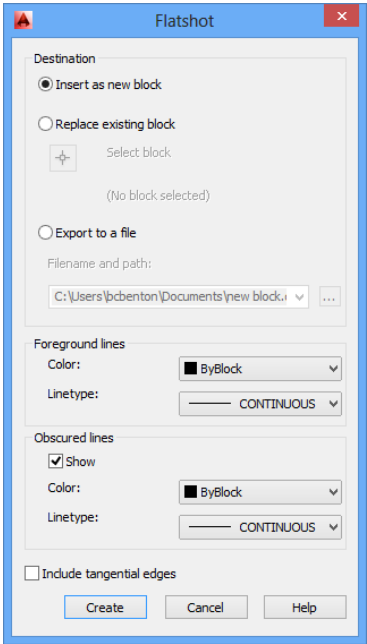 Flatshot
Destination
Insert as new block
Replace existing block
Select block
(No block selected)
Export to a file
Filename and path:
C:\Users\bcbenton\Documents\new block.
...
Foreground lines
Color:
ByBlock
Linetype:
CONTINUOUS
Obscured lines
Show
Color:
ByBlock
Linetype:
CONTINUOUS
Include tangential edges
Create
Cancel
Help